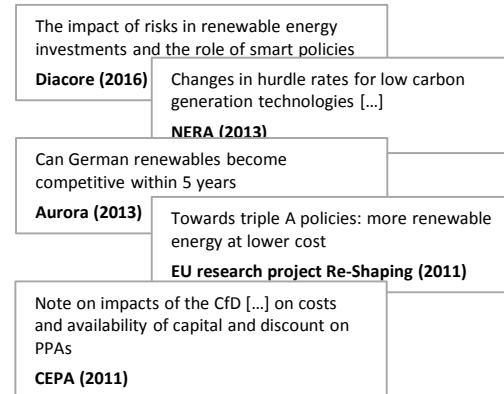 The impact of risks in renewable energy
investments and the role of smart policies
Diacore (2016)
Changes in hurdle rates for low carbon
generation technologies […]
NERA (2013)
Can German renewables become
competitive within 5 years
Aurora (2013)
Towards triple A policies: more renewable
energy at lower cost
EU research project Re-Shaping (2011)
Note on impacts of the CfD […] on costs
and availability of capital and discount on
PPAs
CEPA (2011)